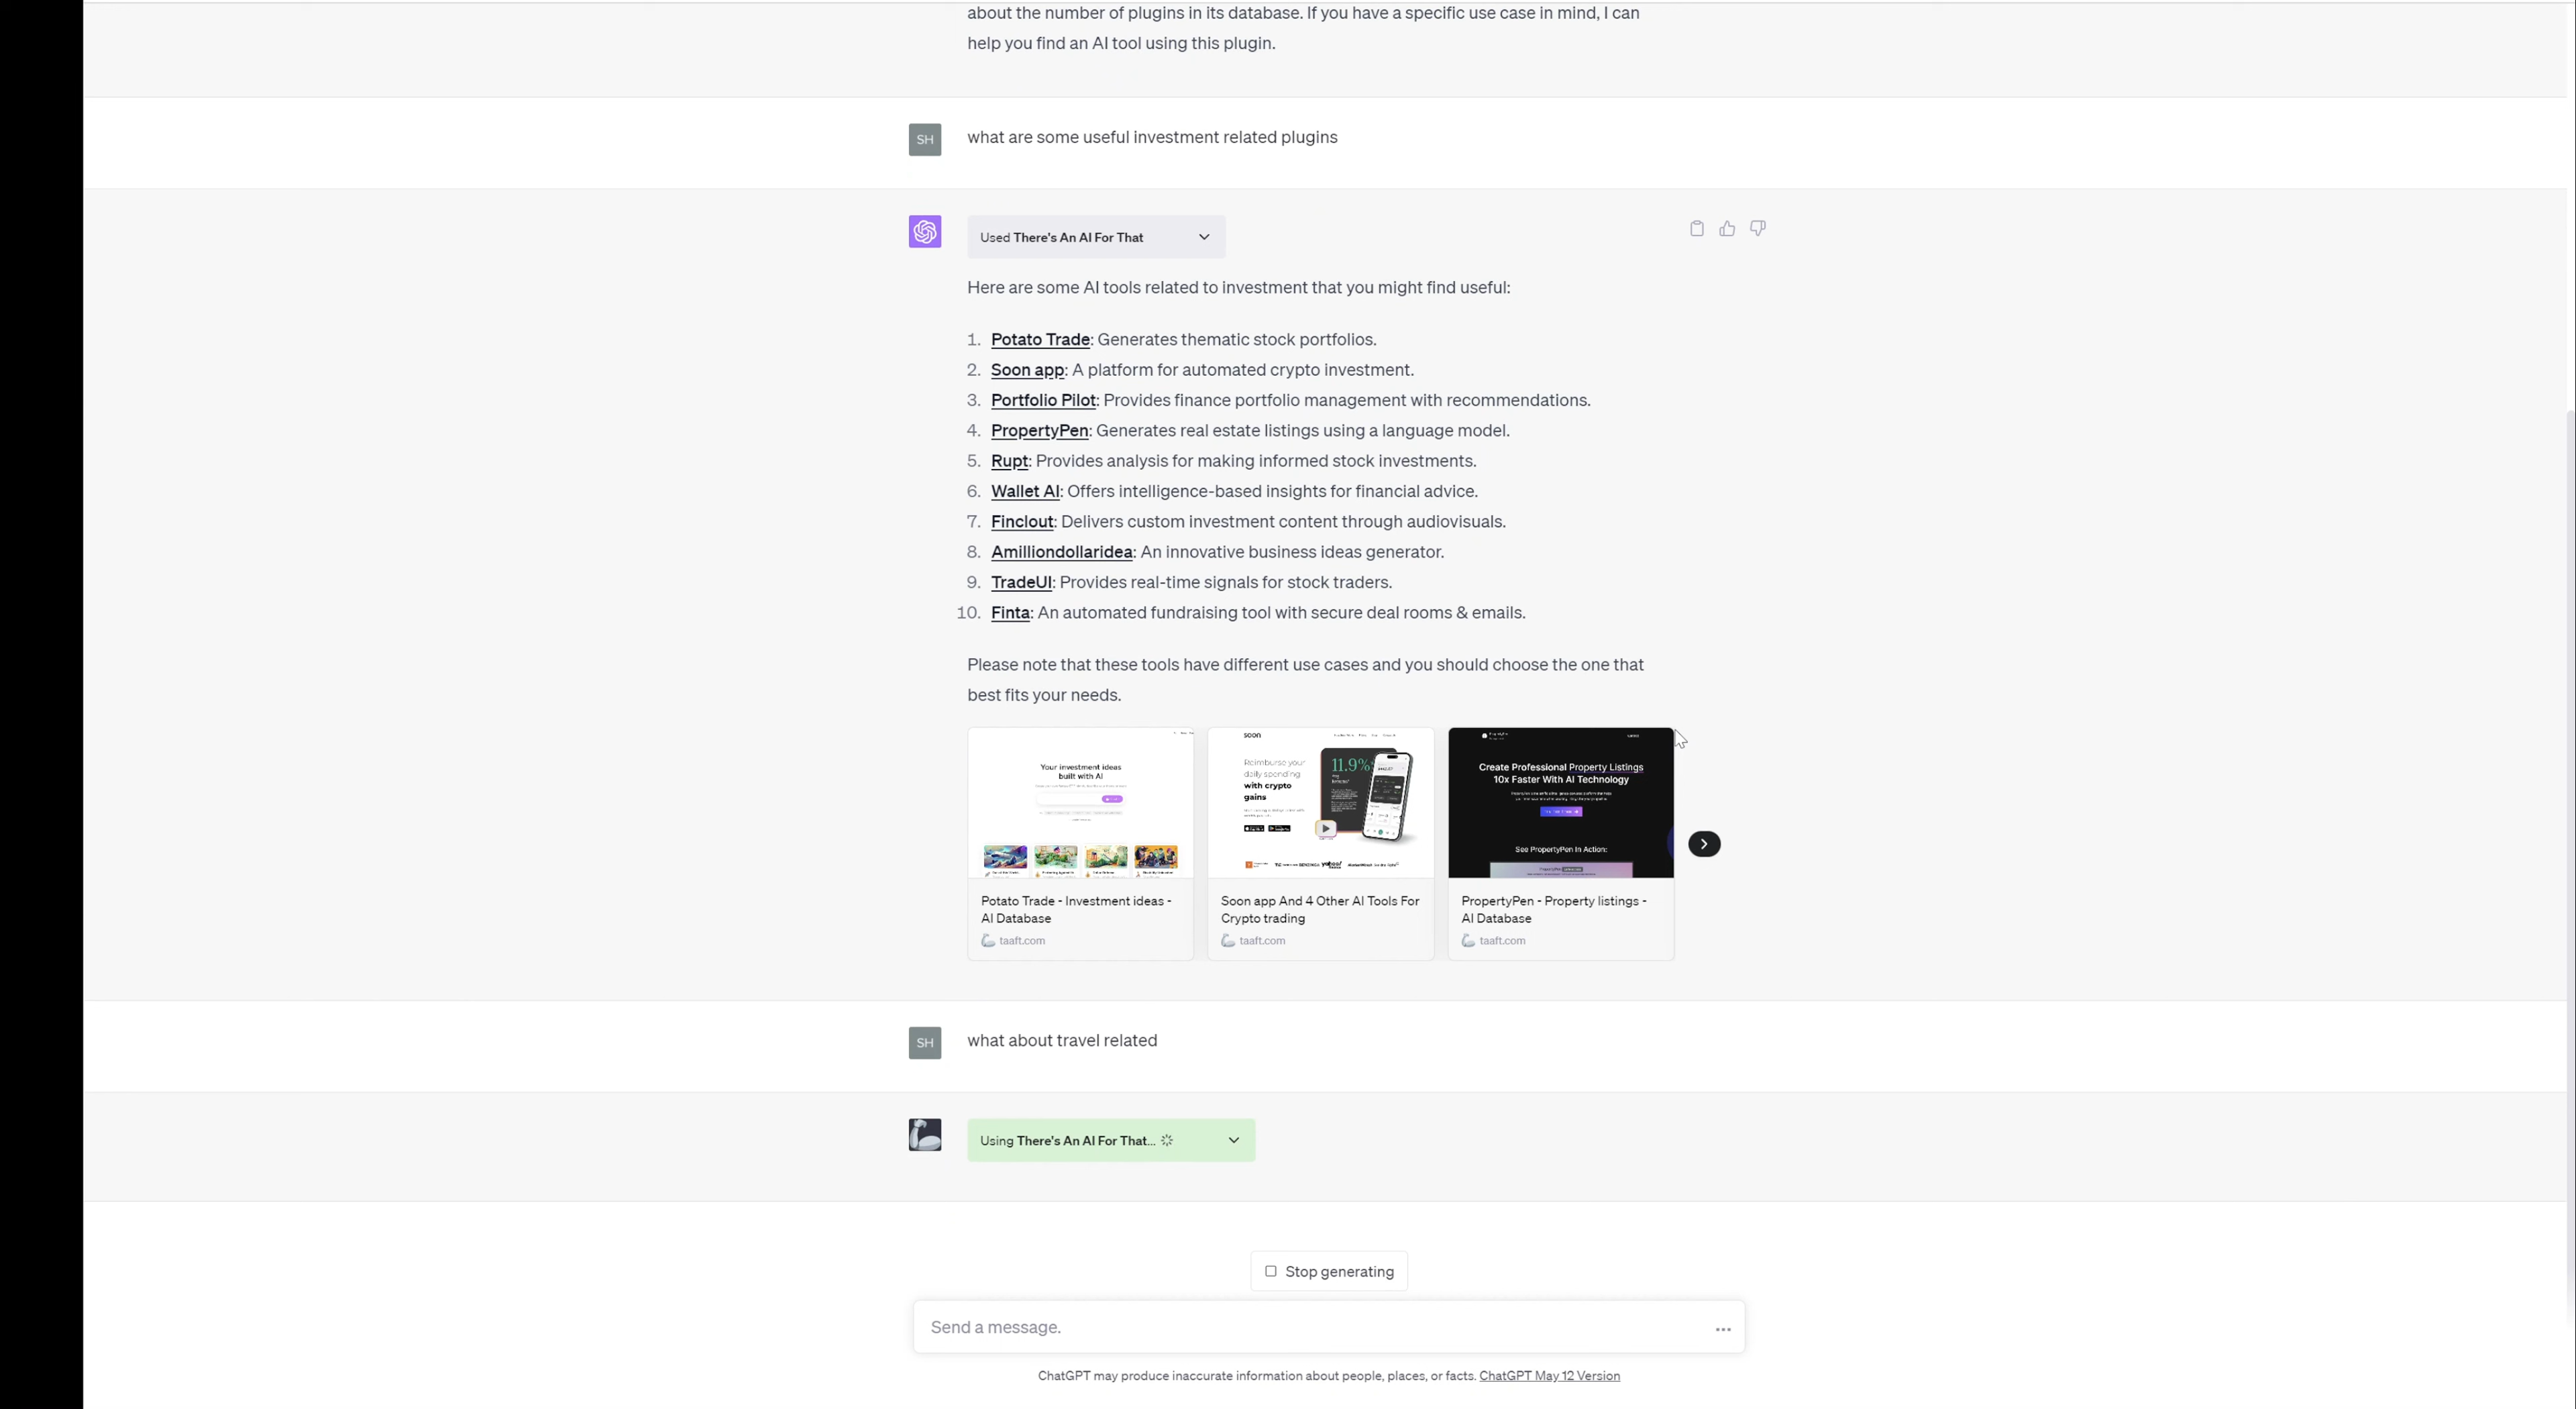 about the number of plugins in its database. If you have a specific use case in mind, I can
help you find an AI tool using this plugin.
SH
what are some useful investment related plugins
Used There's An AI For That
Here are some AI tools related to investment that you might find useful:
1. Potato Trade: Generates thematic stock portfolios.
2. Soon app: A platform for automated crypto investment.
3. Portfolio Pilot: Provides finance portfolio management with recommendations.
4. PropertyPen: Generates real estate listings using a language model.
5. Rupt: Provides analysis for making informed stock investments.
6. Wallet AI: Offers intelligence-based insights for financial advice.
7. Finclout: Delivers custom investment content through audiovisuals.
8. Amilliondollaridea: An innovative business ideas generator.
9. TradeUI: Provides real-time signals for stock traders.
10. Finta: An automated fundraising tool with secure deal rooms & emails.
Please note that these tools have different use cases and you should choose the one that
best fits your needs.
Your investment ideas
built with AI
Potato Trade - Investment ideas -
AI Database
taaft.com
soon
Reimburse your
daily spending
with crypto
gains
11.9%
yahoo!
Soon app And 4 Other AI Tools For
Crypto trading
taaft.com
Create Professional Property Listings
10x Faster With AI Technology
See PropertyPen In Action:
PropertyPen - Property listings -
AI Database
taaft.com
SH
what about travel related
Using There's An AI For That...
Stop generating
Send a message.
ChatGPT may produce inaccurate information about people, places, or facts. ChatGPT May 12 Version